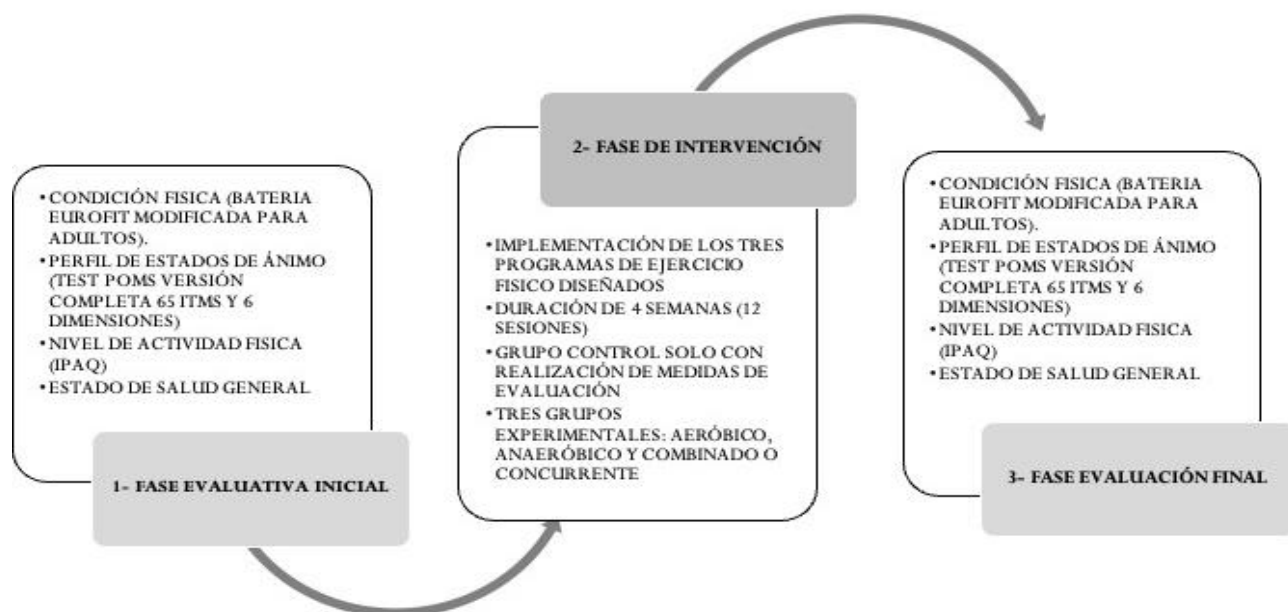 • CONDICIÓN FISICA (BATERIA
EUROFIT MODIFICADA PARA
ADULTOS).
• PERFIL DE ESTADOS DE ÁNIMO
(TEST POMS VERSIÓN
COMPLETA 65 ITMS Y 6
DIMENSIONES)
• NIVEL DE ACTIVIDAD FISICA
(IPAQ)
• ESTADO DE SALUD GENERAL
1- FASE EVALUATIVA INICIAL
2- FASE DE INTERVENCIÓN
• IMPLEMENTACIÓN DE LOS TRES
PROGRAMAS DE EJERCICIO
FISICO DISEÑADOS
• DURACIÓN DE 4 SEMANAS (12
SESIONES)
• GRUPO CONTROL SOLO CON
REALIZACIÓN DE MEDIDAS DE
EVALUACIÓN
• TRES GRUPOS
EXPERIMENTALES: AERÓBICO,
ANAERÓBICO Y COMBINADO O
CONCURRENTE
• CONDICIÓN FISICA (BATERIA
EUROFIT MODIFICADA PARA
ADULTOS).
• PERFIL DE ESTADOS DE ÁNIMO
(TEST POMS VERSIÓN
COMPLETA 65 ITMS Y 6
DIMENSIONES)
• NIVEL DE ACTIVIDAD FISICA
(IPAQ)
• ESTADO DE SALUD GENERAL
3- FASE EVALUACIÓN FINAL